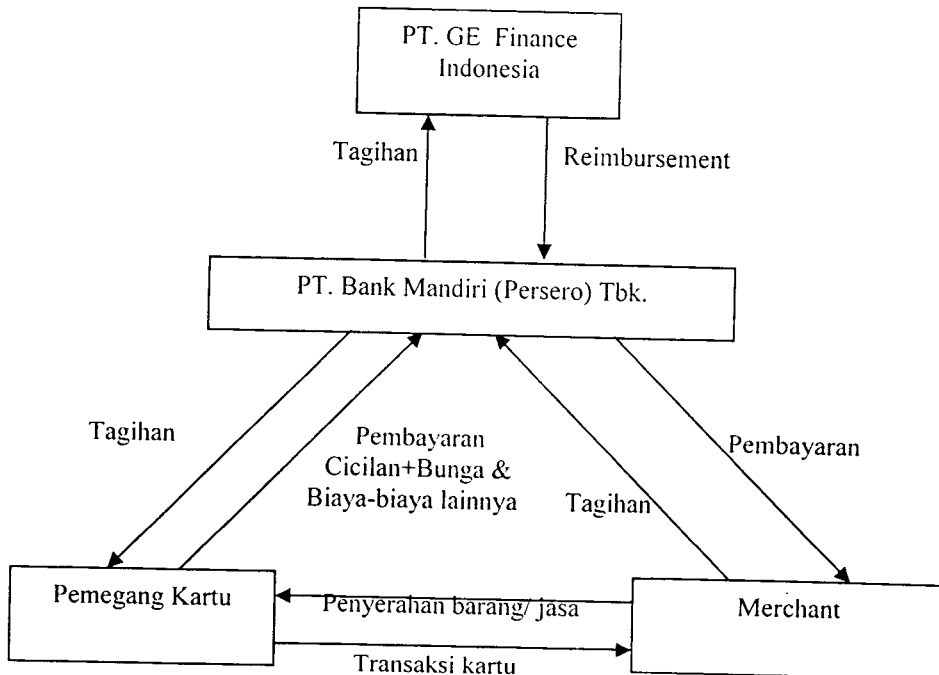 PT. GE Finance
Indonesia
Tagihan
Reimbursement
PT. Bank Mandiri (Persero) Tbk.
Tagihan
Pembayaran
Cicilan+Bunga &
Biaya-biaya lainnya
Tagihan
Pembayaran
Pemegang Kartu
Penyerahan barang/ jasa
Merchant
Transaksi kartu